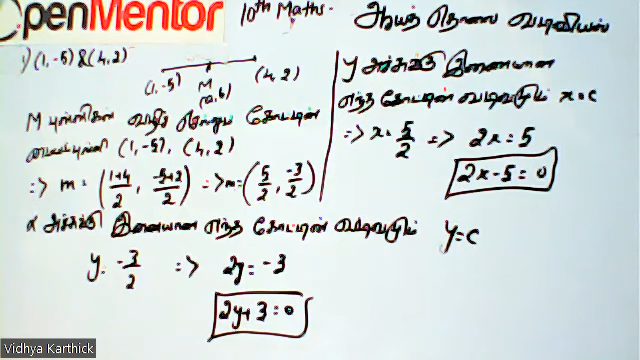 OpenMentor
10th Maths.
ஆயத்தொலை வடிவியல்
1) (1, -5) & (4, 2)
(1, -5) M (a, b) (4, 2)
M புள்ளிகள் வழிச் செல்லும் கோட்டின்
மையப்புள்ளி (1, -5), (4, 2)
=> m = (1+4/2, -5+2/2) => m = (5/2, -3/2)
x அச்சுக்கு இணையான எந்த கோட்டின் வடிவமும் y = c
y = -3/2 => 2y = -3
2y + 3 = 0
y அச்சுக்கு இணையான
எந்த கோட்டின் வடிவமும் x = c
=> x = 5/2 => 2x = 5
2x - 5 = 0
Vidhya Karthick